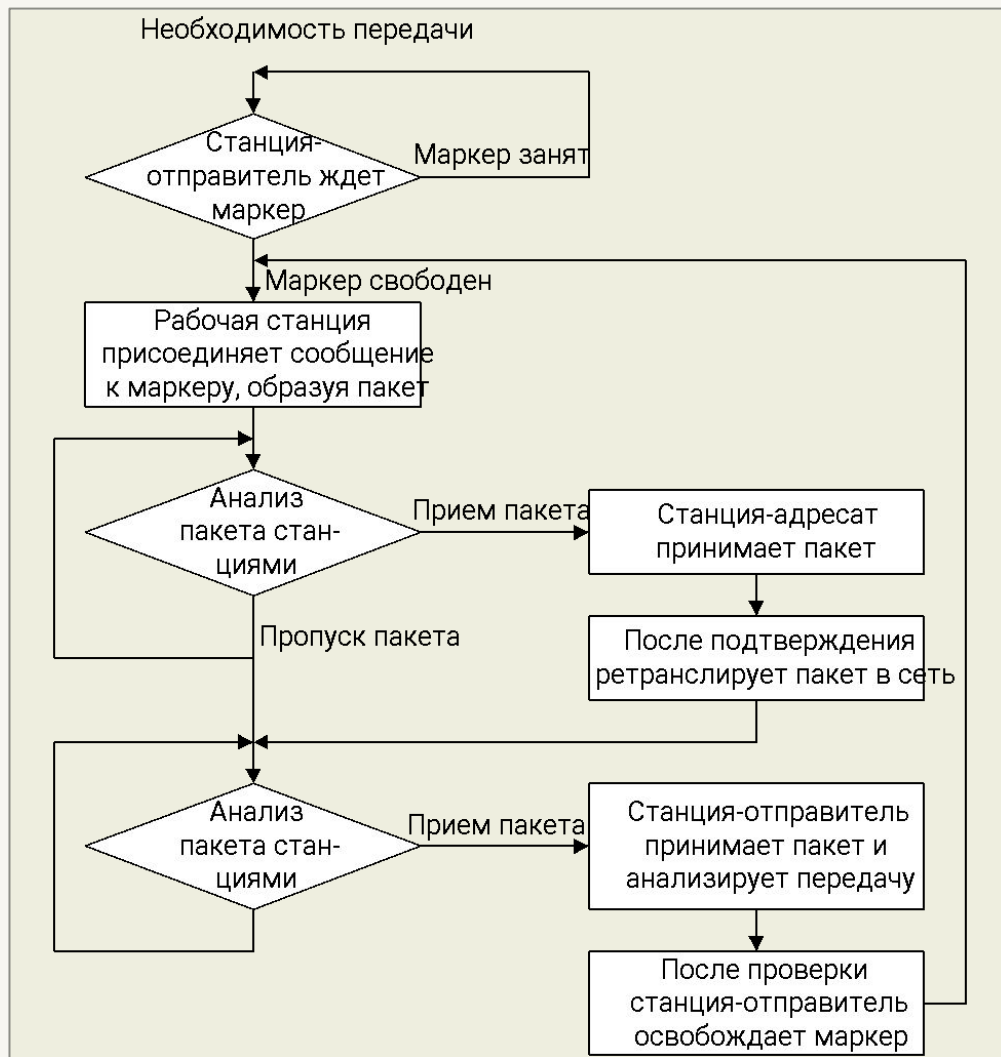 Необходимость передачи
Станция-
отправитель ждет
маркер
Маркер занят
Маркер свободен
Рабочая станция
присоединяет сообщение
к маркеру, образуя пакет
Анализ
пакета стан-
циями
Прием пакета
Станция-адресат
принимает пакет
Пропуск пакета
После подтверждения
ретранслирует пакет в сеть
Анализ
пакета стан-
циями
Прием пакета
Станция-отправитель
принимает пакет и
анализирует передачу
После проверки
станция-отправитель
освобождает маркер